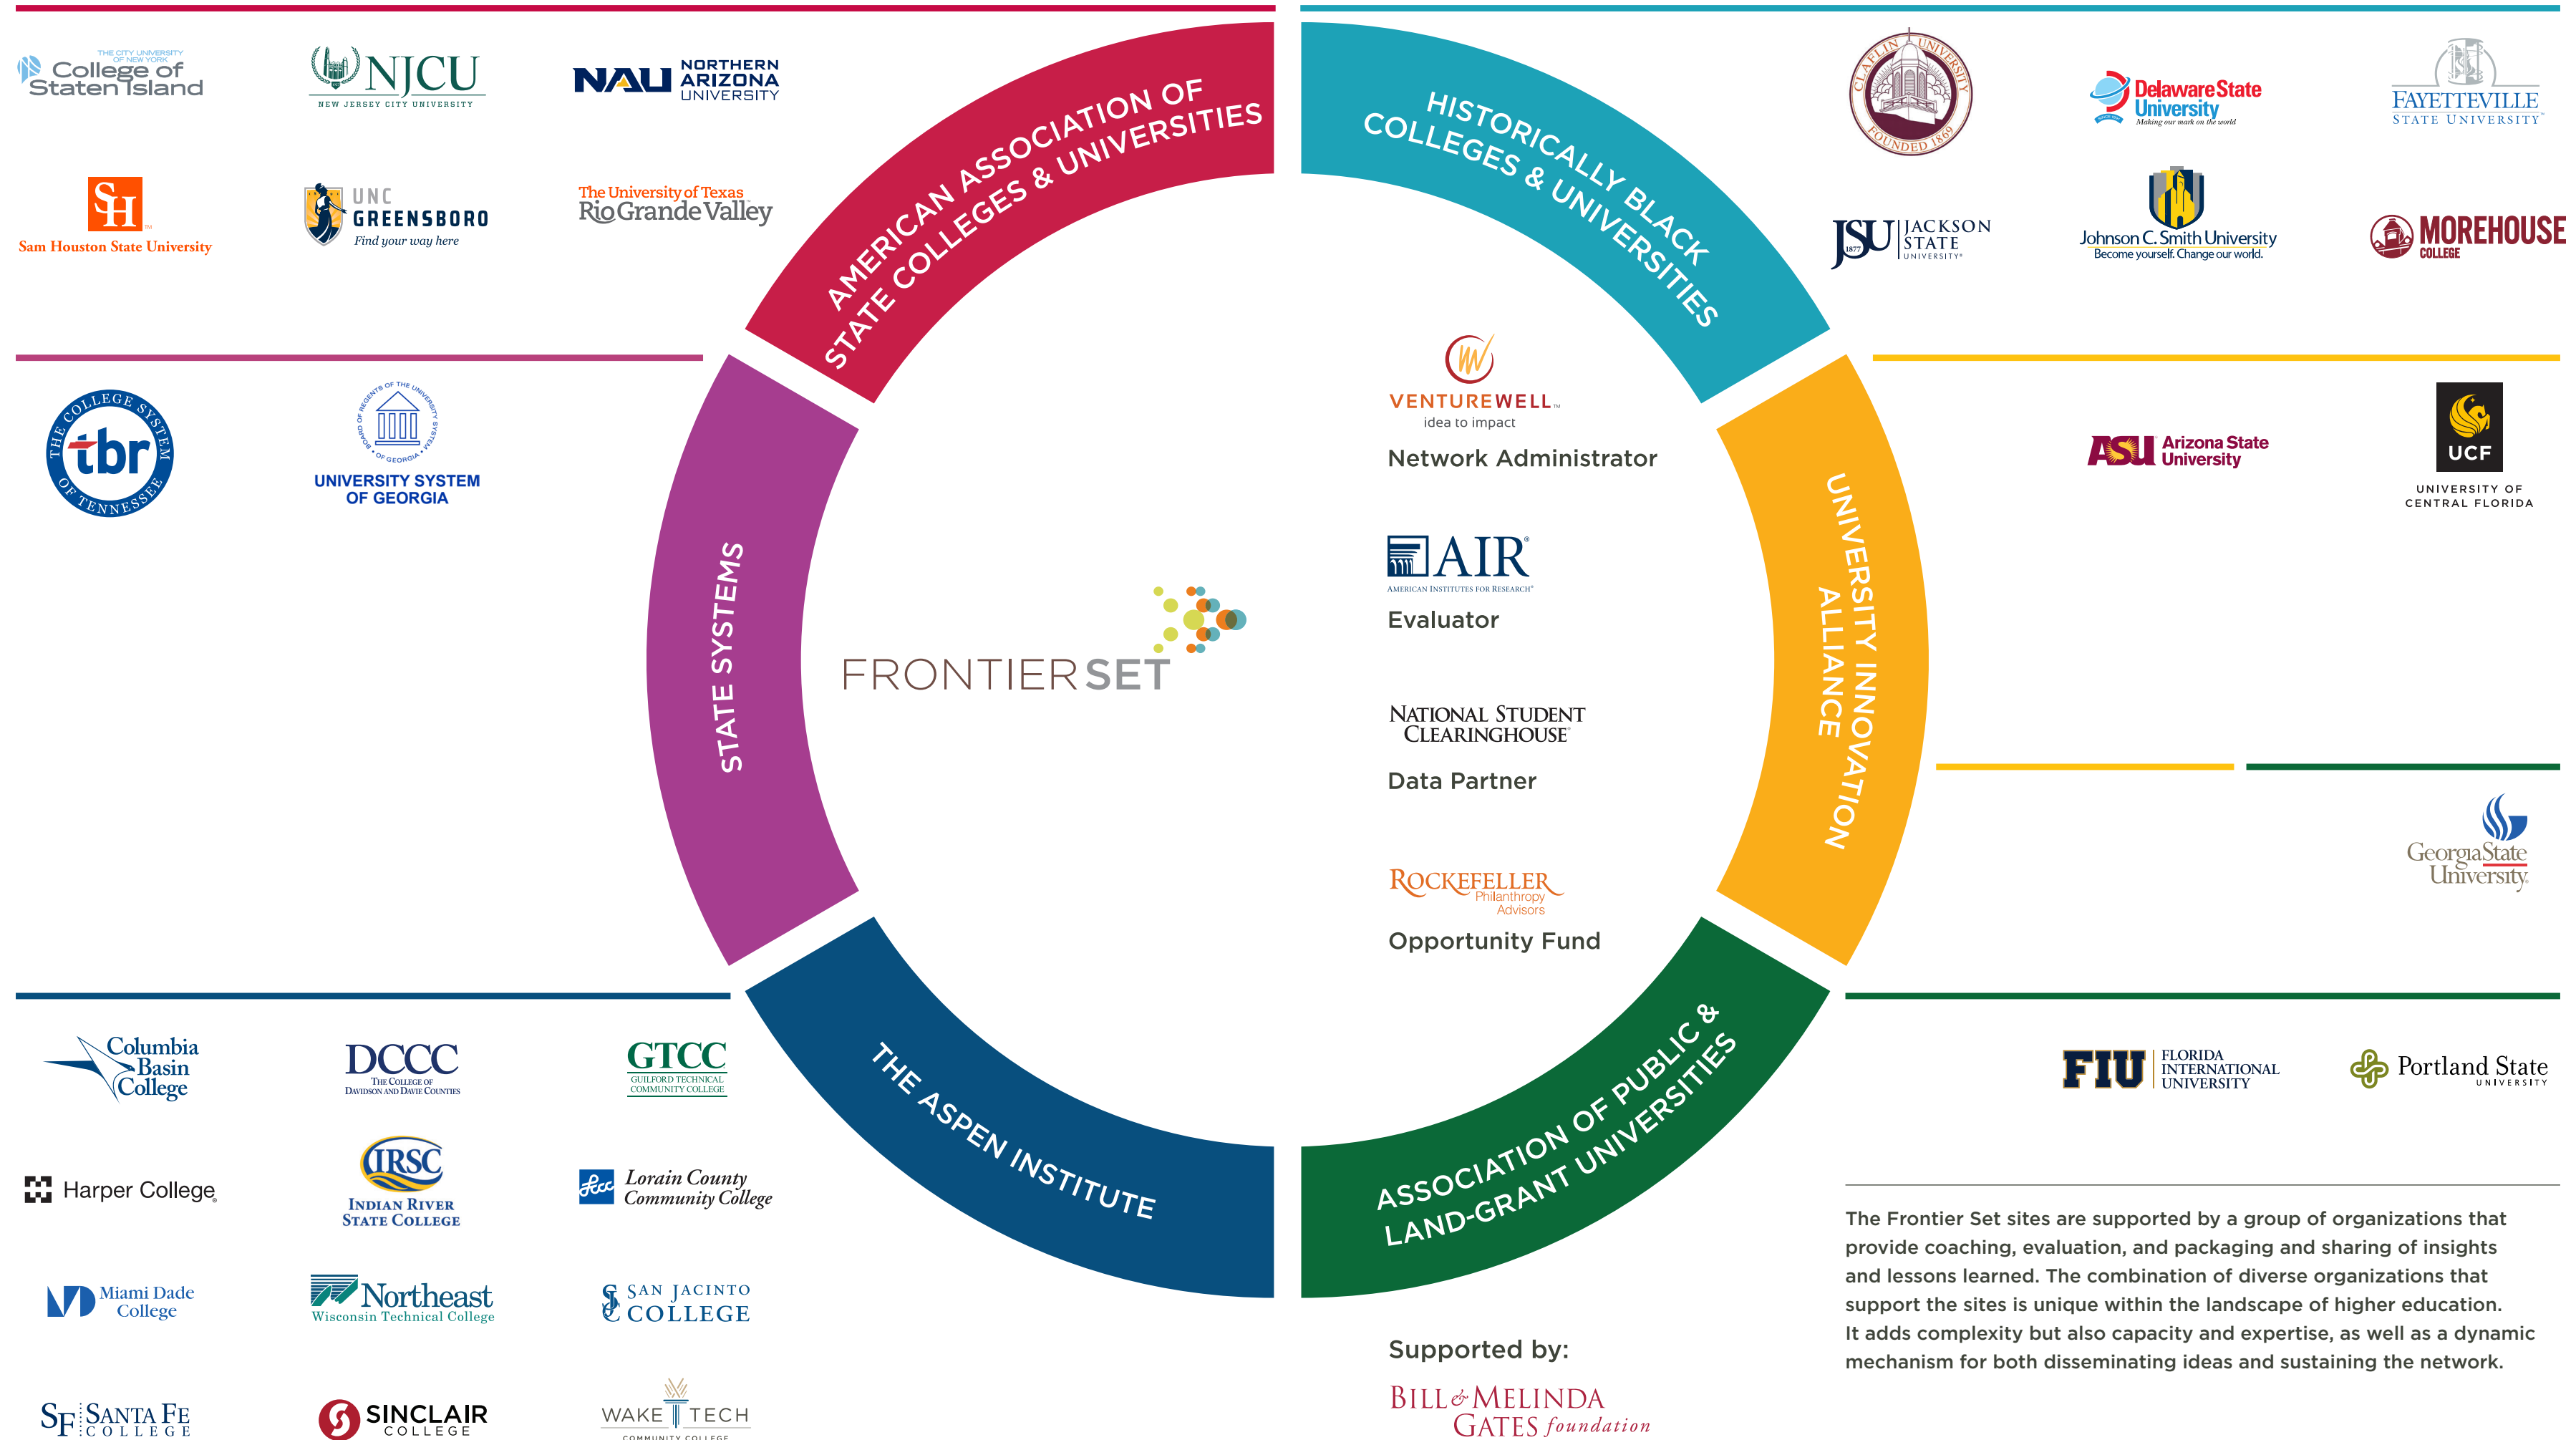 THE CITY UNIVERSITY
OF NEW YORK
College of
Staten Island
NJCU
NEW JERSEY CITY UNIVERSITY
NAU
NORTHERN
ARIZONA
UNIVERSITY
SH
TM
Sam Houston State University
UNC
GREENSBORO
Find your way here
The University of Texas
RioGrande Valley
AMERICAN ASSOCIATION OF
STATE COLLEGES & UNIVERSITIES
HISTORICALLY BLACK
COLLEGES & UNIVERSITIES
CLAFLIN UNIVERSITY
FOUNDED 1869
Delaware State
University
Making our mark on the world
FAYETTEVILLE
STATE UNIVERSITY
JSU
1877
JACKSON
STATE
UNIVERSITY®
Johnson C. Smith University
Become yourself. Change our world.
MOREHOUSE
COLLEGE
THE COLLEGE SYSTEM
tbr
OF TENNESSEE
BOARD OF REGENTS OF THE UNIVERSITY SYSTEM
• OF GEORGIA •
UNIVERSITY SYSTEM
OF GEORGIA
STATE SYSTEMS
FRONTIER SET
VENTUREWELL™
idea to impact
Network Administrator
AIR®
AMERICAN INSTITUTES FOR RESEARCH®
Evaluator
NATIONAL STUDENT
CLEARINGHOUSE®
Data Partner
ROCKEFELLER
Philanthropy
Advisors
Opportunity Fund
UNIVERSITY INNOVATION
ALLIANCE
ASU
Arizona State
University
UCF
UNIVERSITY OF
CENTRAL FLORIDA
GeorgiaState
University
THE ASPEN INSTITUTE
Columbia
Basin
College
DCCC
THE COLLEGE OF
DAVIDSON AND DAVIE COUNTIES
GTCC
GUILFORD TECHNICAL
COMMUNITY COLLEGE
Harper College®
IRSC
INDIAN RIVER
STATE COLLEGE
lccc
Lorain County
Community College
Miami Dade
College
Northeast
Wisconsin Technical College
SJC
SAN JACINTO
COLLEGE
SF
SANTA FE
COLLEGE
SINCLAIR
COLLEGE
WAKE TECH
COMMUNITY COLLEGE
ASSOCIATION OF PUBLIC &
LAND-GRANT UNIVERSITIES
FIU
FLORIDA
INTERNATIONAL
UNIVERSITY
Portland State
UNIVERSITY
The Frontier Set sites are supported by a group of organizations that
provide coaching, evaluation, and packaging and sharing of insights
and lessons learned. The combination of diverse organizations that
support the sites is unique within the landscape of higher education.
It adds complexity but also capacity and expertise, as well as a dynamic
mechanism for both disseminating ideas and sustaining the network.
Supported by:
BILL & MELINDA
GATES foundation